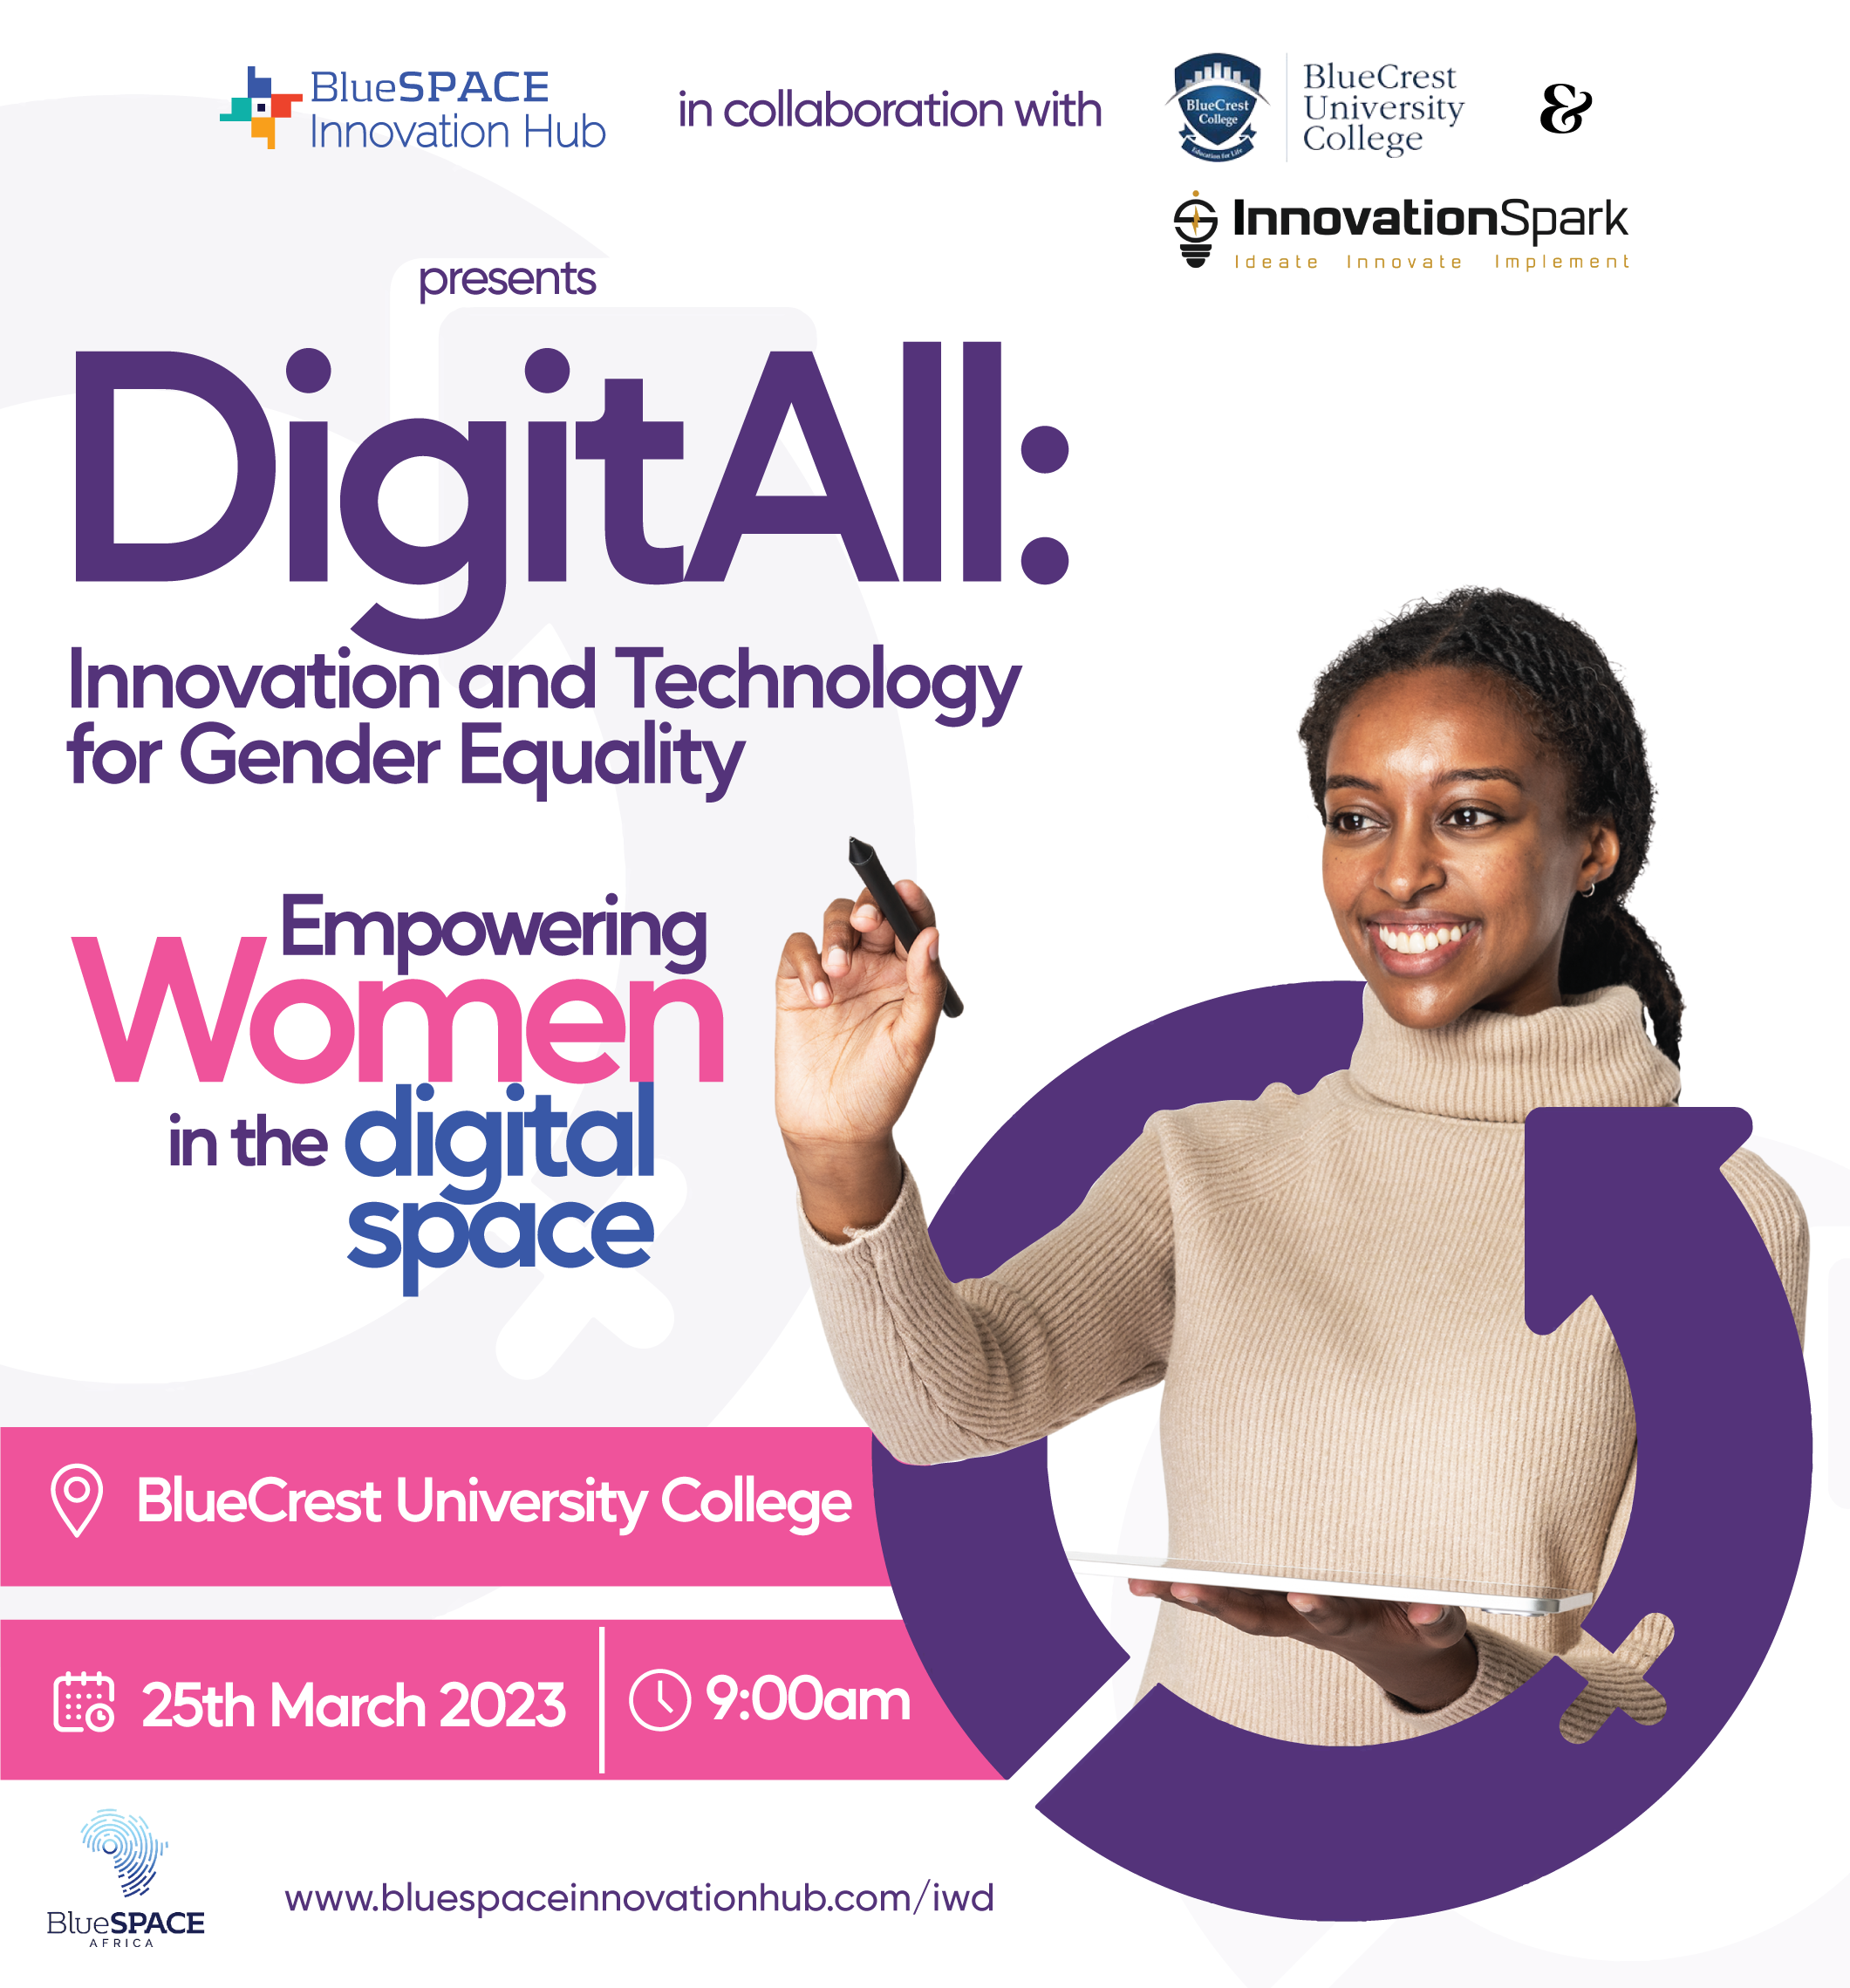 BlueSPACE
Innovation Hub
in collaboration with
BlueCrest
College
Education for Life
BlueCrest
University
College
&
InnovationSpark
Ideate Innovate Implement
presents
DigitAll:
Innovation and Technology
for Gender Equality
Empowering
Women
in the digital
space
BlueCrest University College
25th March 2023
9:00am
BlueSPACE
AFRICA
www.bluespaceinnovationhub.com/iwd